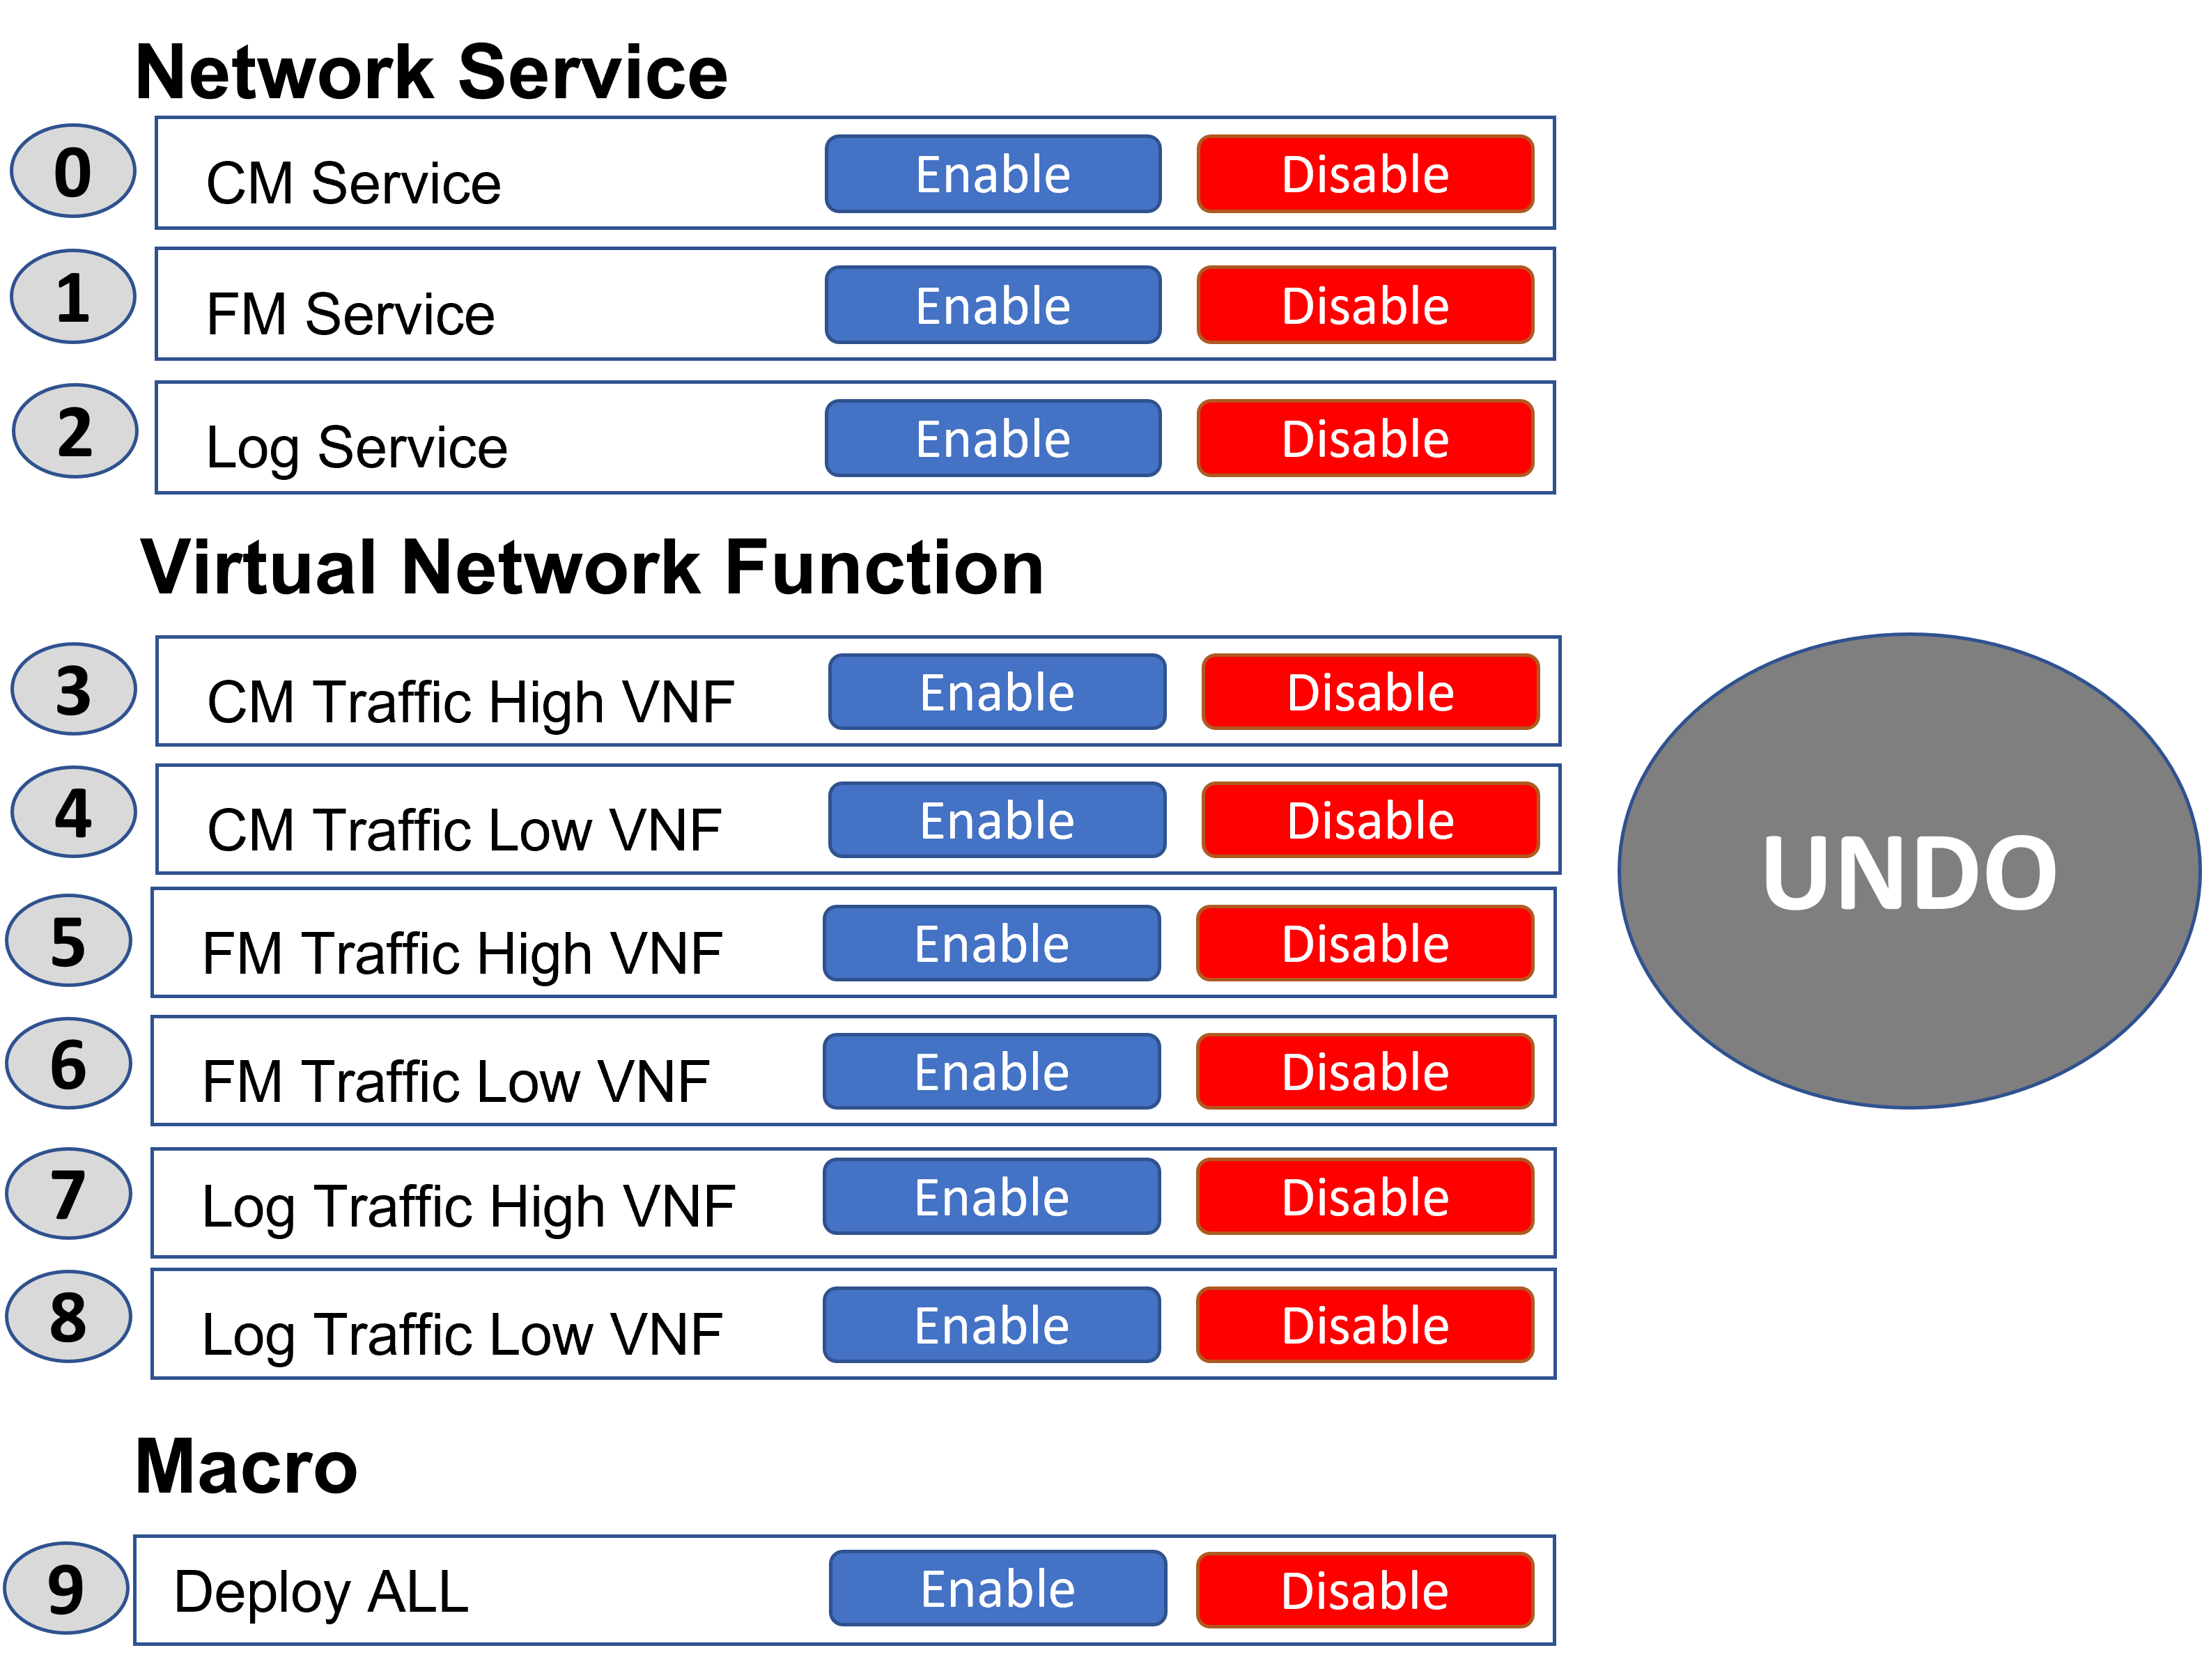 Network Service
0 CM Service Enable Disable
1 FM Service Enable Disable
2 Log Service Enable Disable
Virtual Network Function
3 CM Traffic High VNF Enable Disable
4 CM Traffic Low VNF Enable Disable
5 FM Traffic High VNF Enable Disable
6 FM Traffic Low VNF Enable Disable
7 Log Traffic High VNF Enable Disable
8 Log Traffic Low VNF Enable Disable
UNDO
Macro
9 Deploy ALL Enable Disable